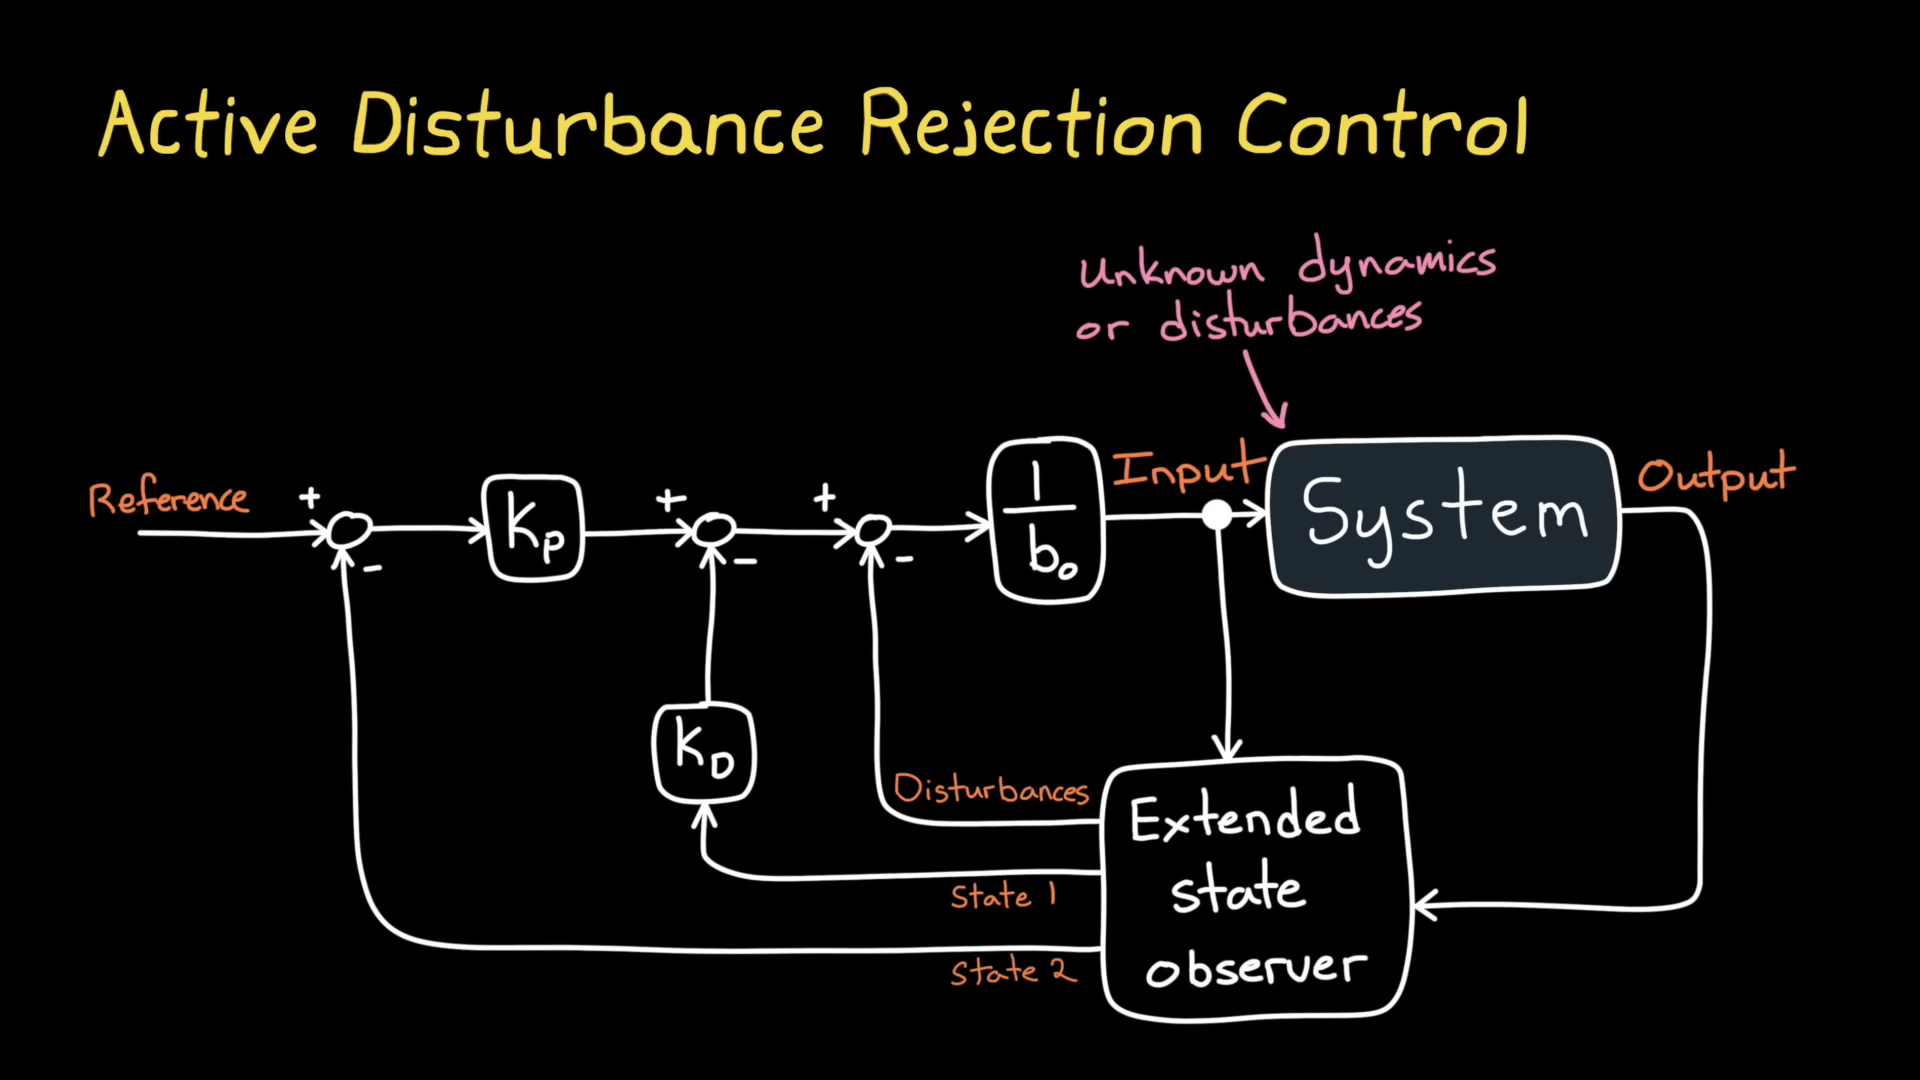 Active Disturbance Rejection Control
Unknown dynamics
or disturbances
Reference
+
-
Kp
+
-
+
-
1
b0
Input
System
Output
KD
Disturbances
State 1
State 2
Extended
state
observer